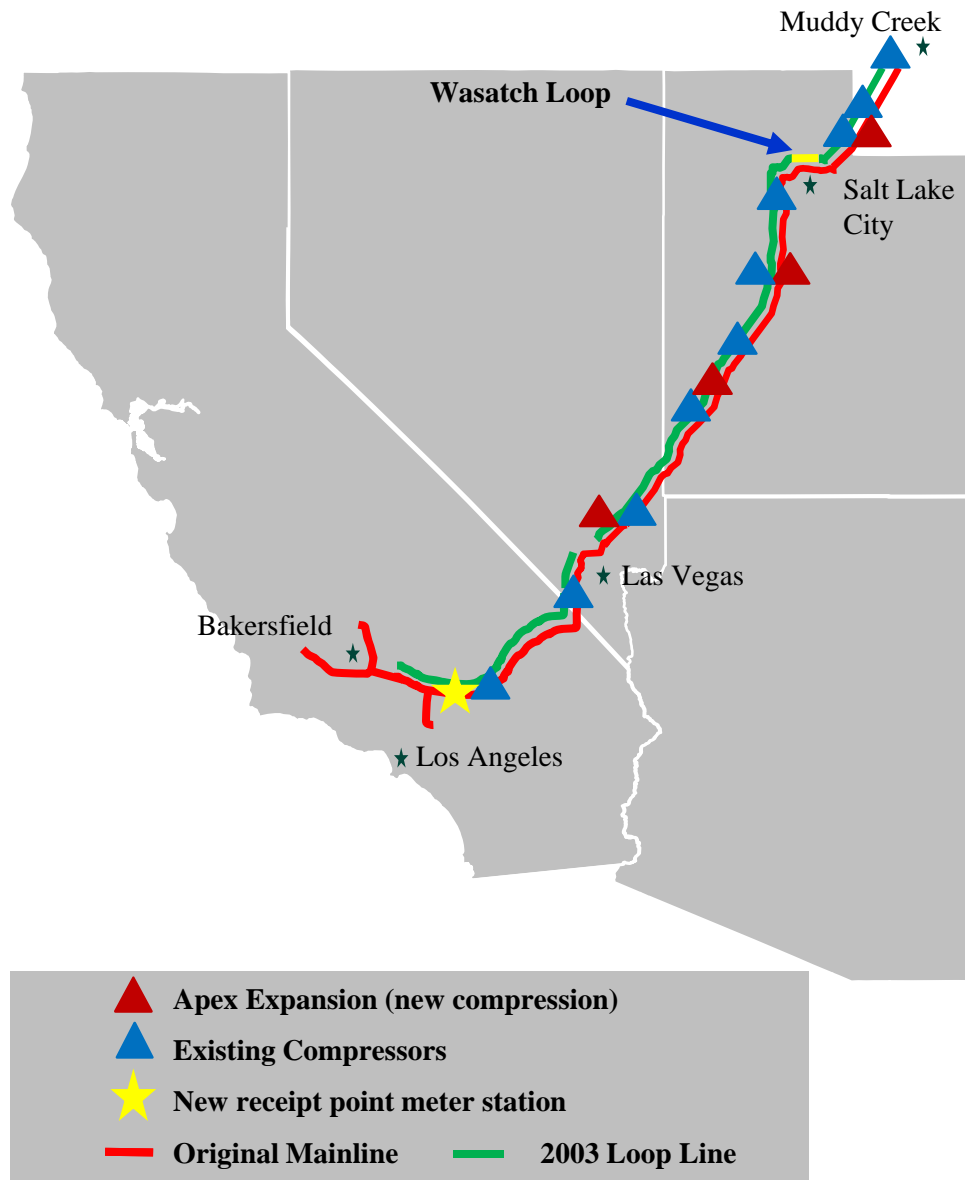 Muddy Creek
Wasatch Loop
Salt Lake
City
Las Vegas
Bakersfield
Los Angeles
Apex Expansion (new compression)
Existing Compressors
New receipt point meter station
Original Mainline 2003 Loop Line